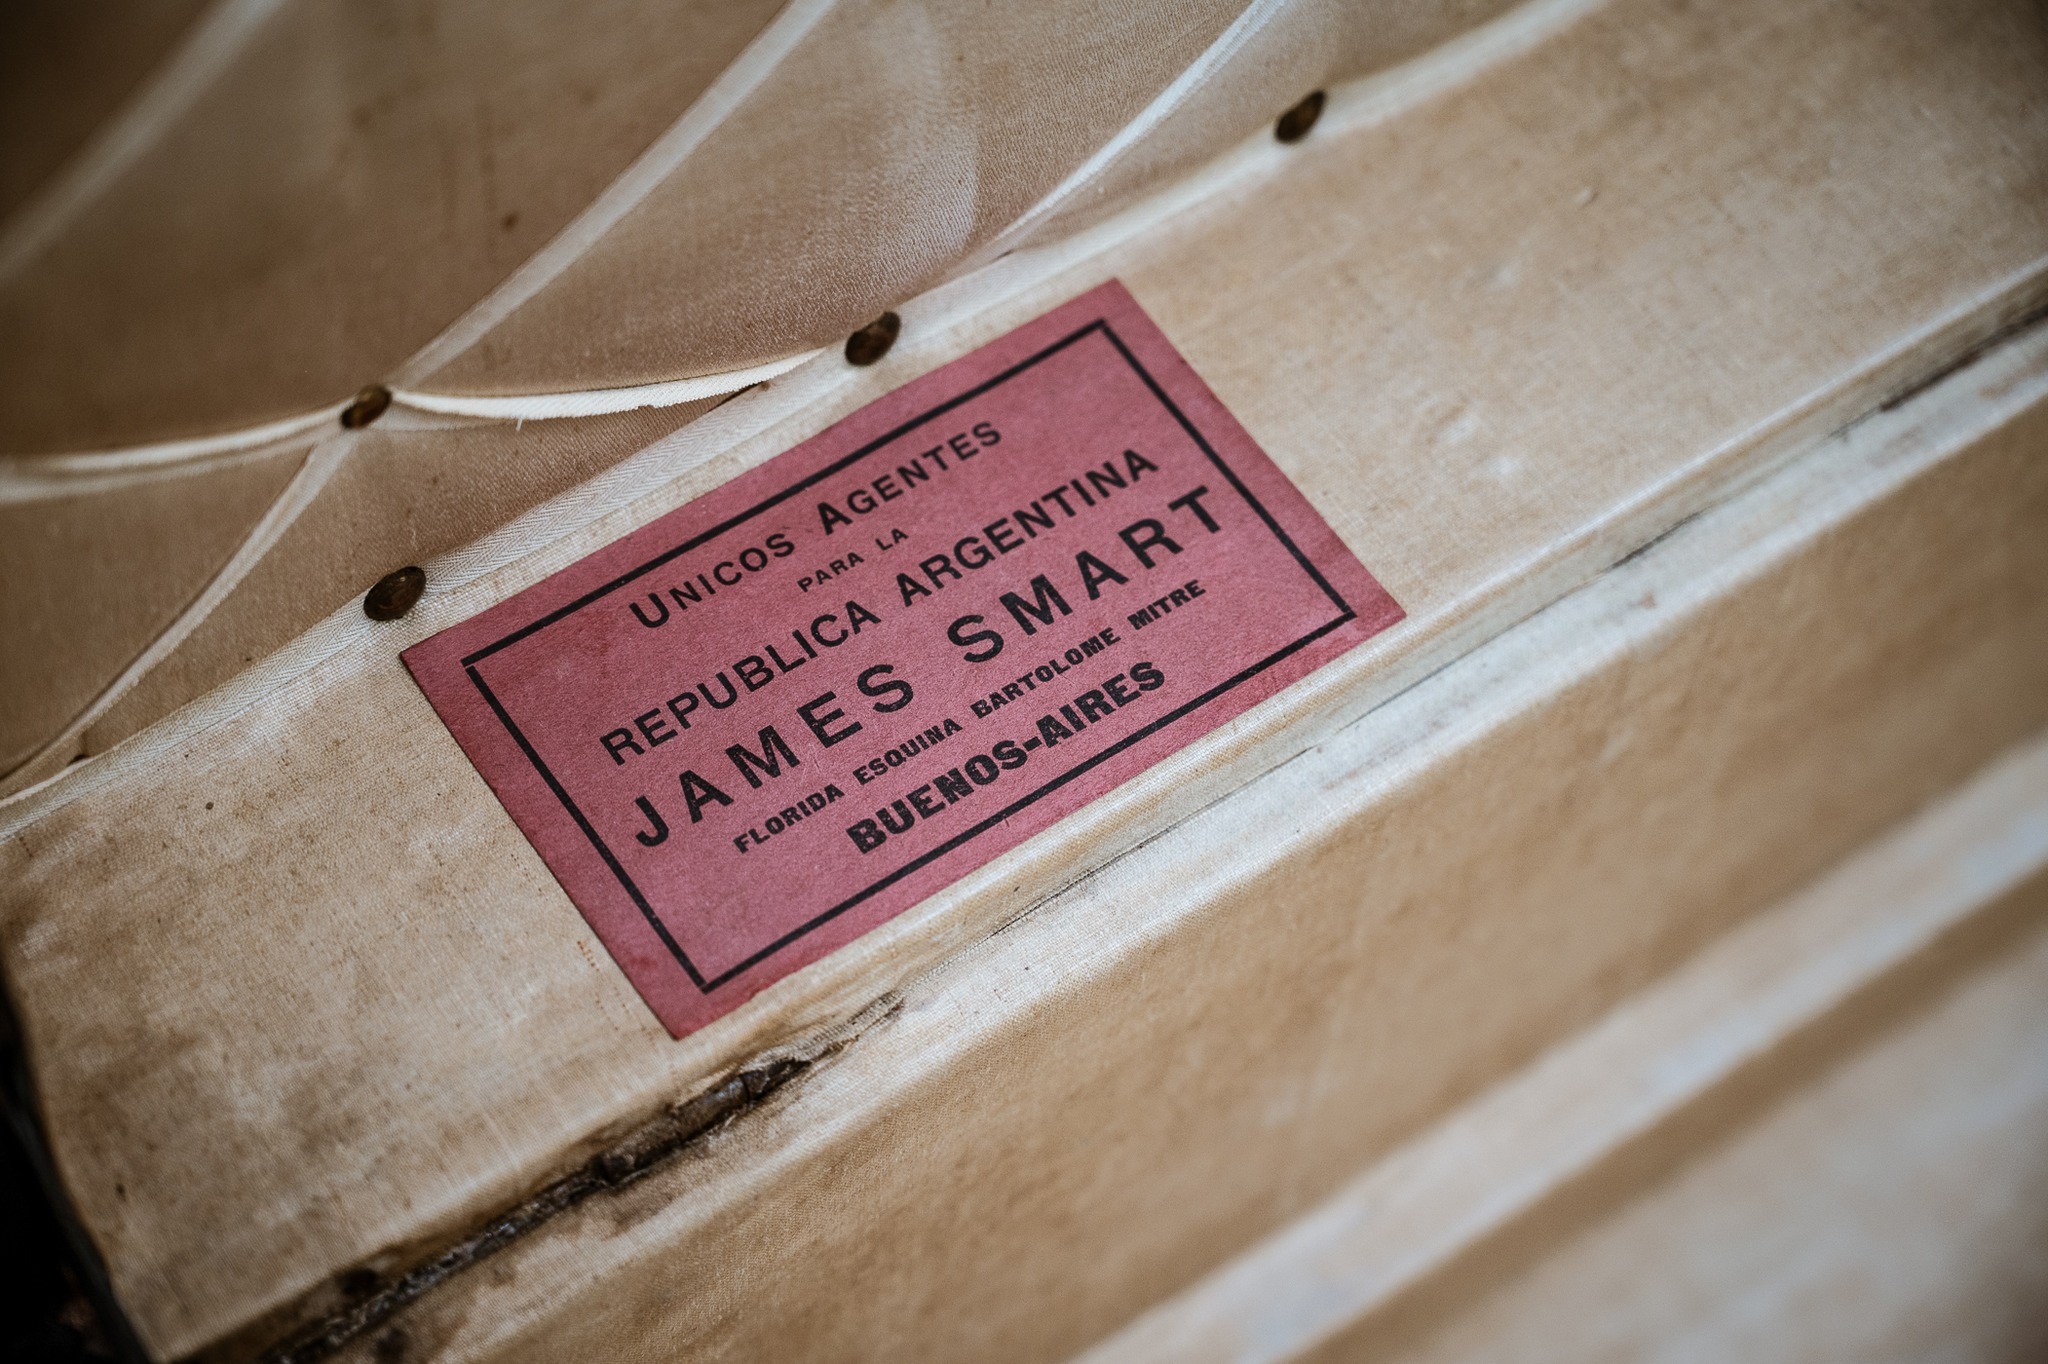 UNICOS AGENTES
PARA LA
REPUBLICA ARGENTINA
JAMES SMART
FLORIDA ESQUINA BARTOLOME MITRE
BUENOS-AIRES